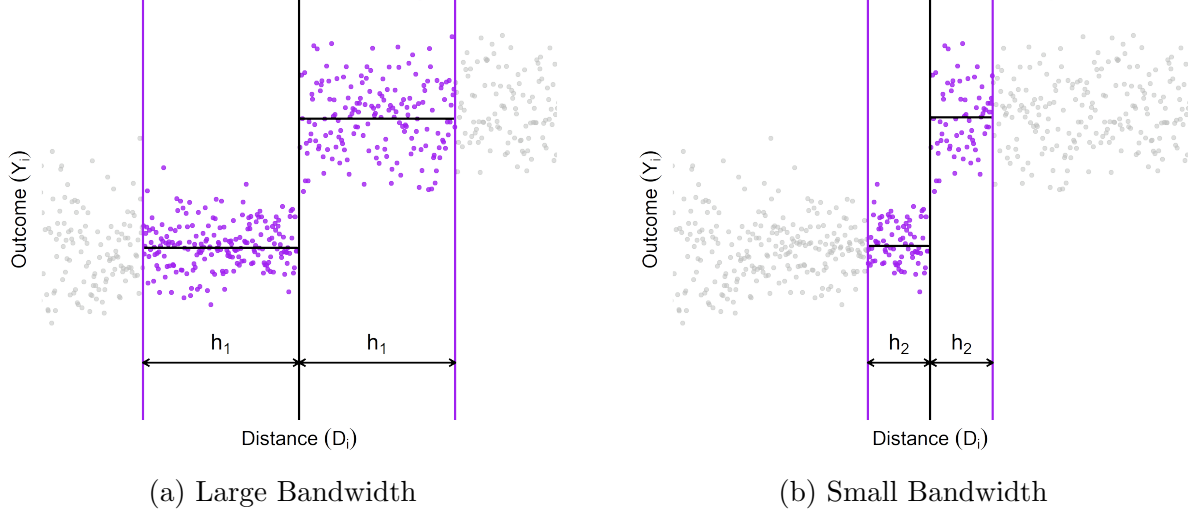 Outcome (Yᵢ)
h₁
h₁
Distance (Dᵢ)
(a) Large Bandwidth
Outcome (Yᵢ)
h₂
h₂
Distance (Dᵢ)
(b) Small Bandwidth